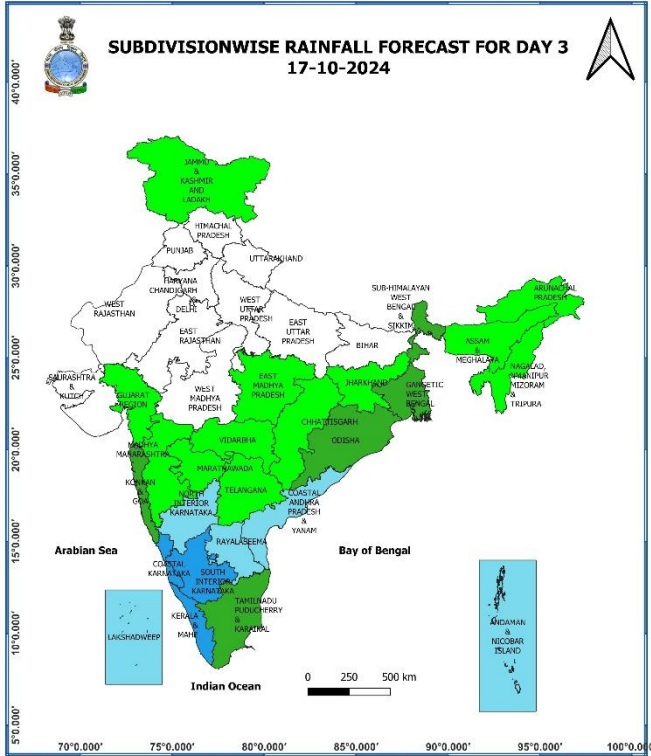 SUBDIVISIONWISE RAINFALL FORECAST FOR DAY 3
17-10-2024
40°0.000'
35°0.000'
30°0.000'
25°0.000'
20°0.000'
15°0.000'
10°0.000'
5°0.000'
JAMMU
&
KASHMIR
AND
LADAKH
HIMACHAL
PRADESH
PUNJAB
UTTARAKHAND
HARYANA
CHANDIGARH
&
DELHI
WEST
RAJASTHAN
WEST
UTTAR
PRADESH
EAST
RAJASTHAN
EAST
UTTAR
PRADESH
SUB-HIMALAYAN
WEST
BENGAL
&
SIKKIM
ARUNACHAL
PRADESH
BIHAR
ASSAM
&
MEGHALAYA
NAGALAD,
MANIPUR
MIZORAM
&
TRIPURA
SAURASHTRA
&
KUTCH
GUJARAT
REGION
WEST
MADHYA
PRADESH
EAST
MADHYA
PRADESH
JHARKHAND
GANGETIC
WEST
BENGAL
CHHATTISGARH
ODISHA
MADHYA
MAHARASHTRA
VIDARBHA
MARATHAWADA
KONKAN
&
GOA
TELANGANA
NORTH
INTERIOR
KARNATAKA
COASTAL
ANDHRA
PRADESH
&
YANAM
RAYALASEEMA
Arabian Sea
Bay of Bengal
COASTAL
KARNATAKA
SOUTH
INTERIOR
KARNATAKA
TAMILNADU
PUDUCHERRY
&
KARAIKAL
KERALA
&
MAHE
LAKSHADWEEP
ANDAMAN
&
NICOBAR
ISLAND
Indian Ocean
0 250 500 km
70°0.000' 75°0.000' 80°0.000' 85°0.000' 90°0.000' 95°0.000' 100°0.000'